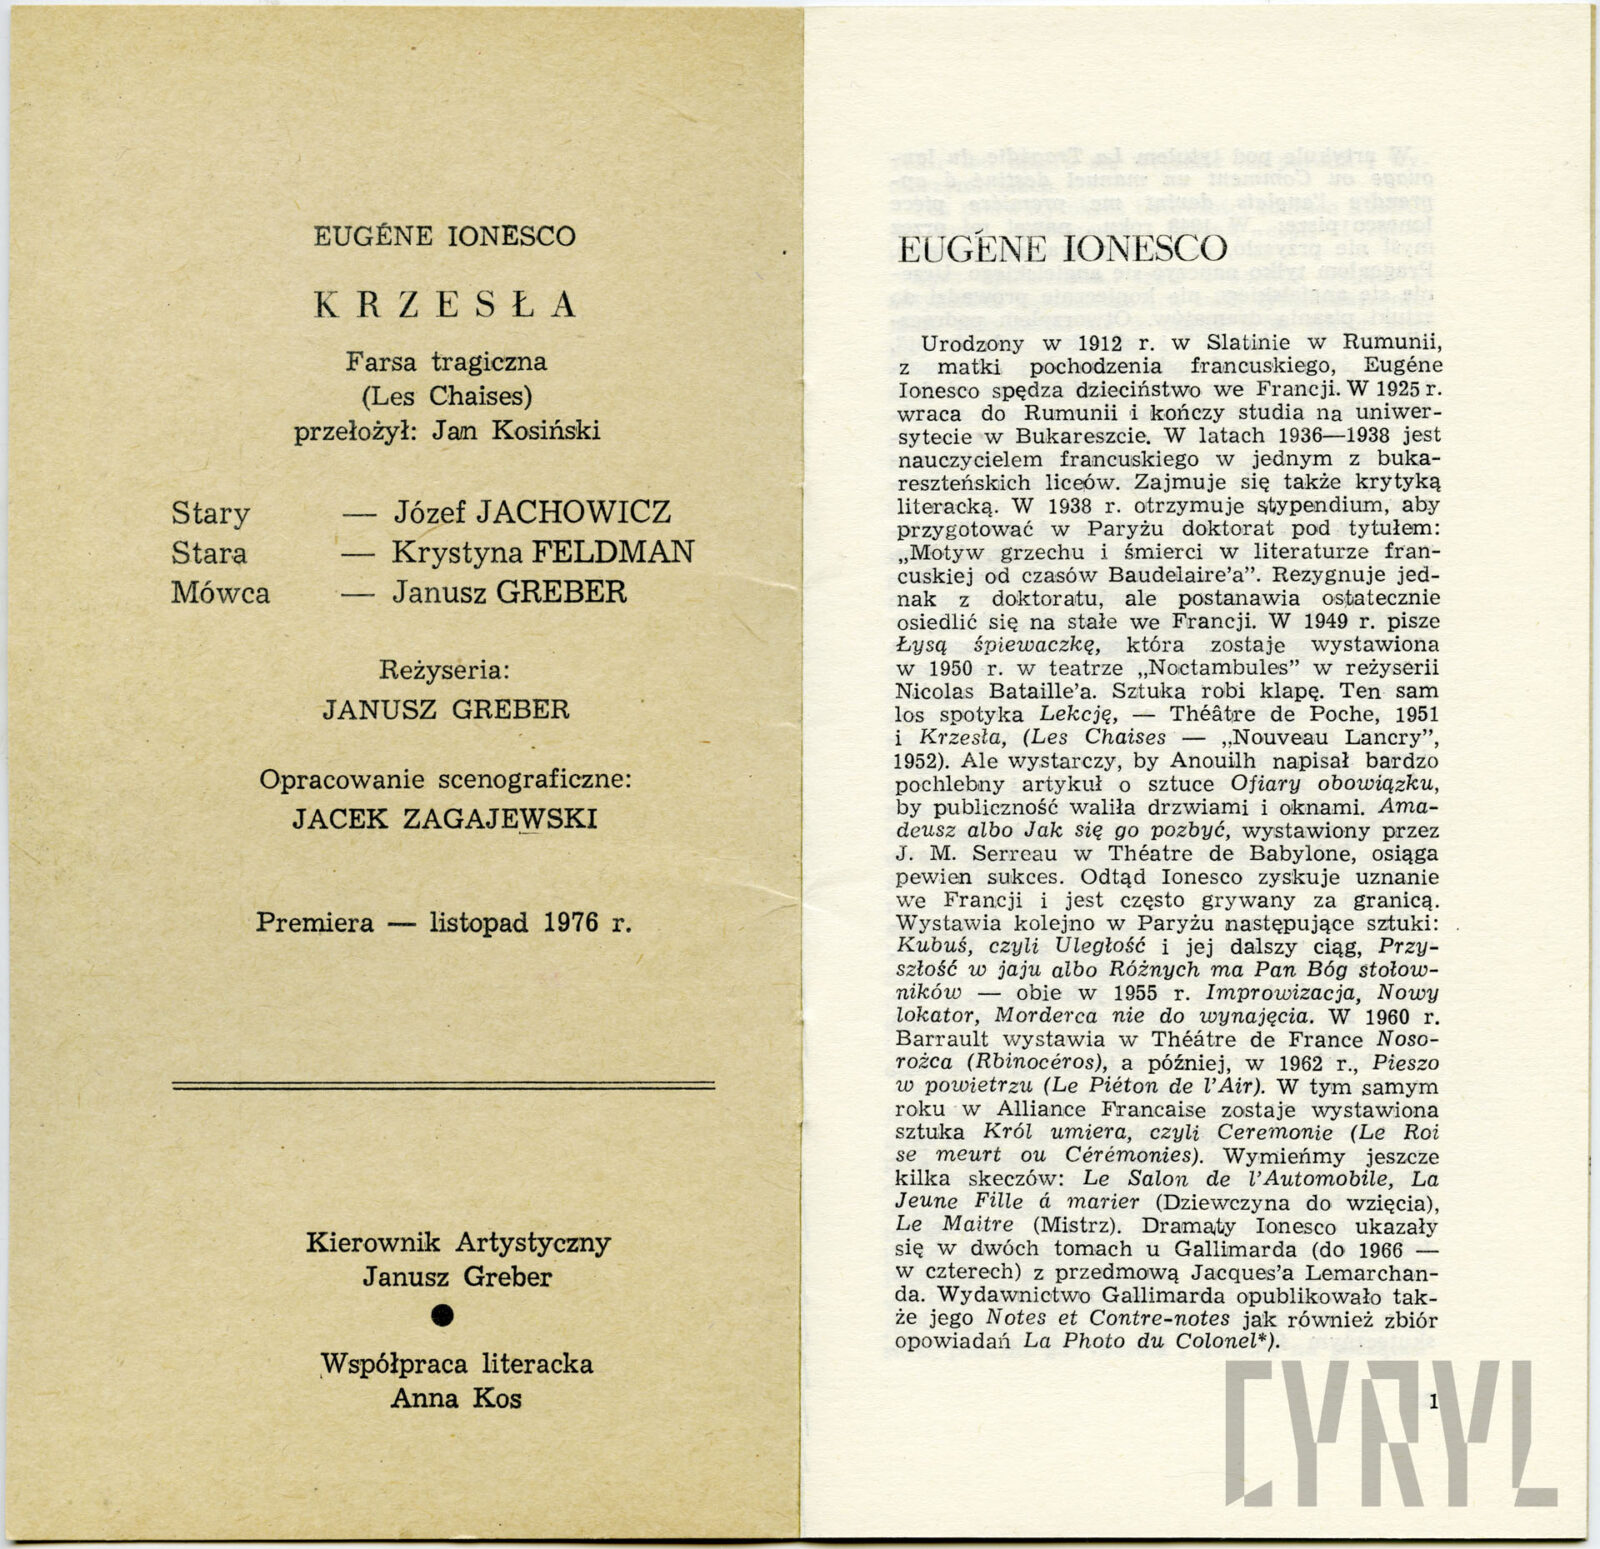 EUGÉNE IONESCO
KRZESŁA
Farsa tragiczna
(Les Chaises)
przełożył: Jan Kosiński
Stary — Józef JACHOWICZ
Stara — Krystyna FELDMAN
Mówca — Janusz GREBER
Reżyseria:
JANUSZ GREBER
Opracowanie scenograficzne:
JACEK ZAGAJEWSKI
Premiera — listopad 1976 r.
Kierownik Artystyczny
Janusz Greber
Współpraca literacka
Anna Kos
EUGÉNE IONESCO
Urodzony w 1912 r. w Slatinie w Rumunii,
z matki pochodzenia francuskiego, Eugéne
Ionesco spędza dzieciństwo we Francji. W 1925 r.
wraca do Rumunii i kończy studia na uniwer-
sytecie w Bukareszcie. W latach 1936—1938 jest
nauczycielem francuskiego w jednym z buka-
reszteńskich liceów. Zajmuje się także krytyką
literacką. W 1938 r. otrzymuje stypendium, aby
przygotować w Paryżu doktorat pod tytułem:
„Motyw grzechu i śmierci w literaturze fran-
cuskiej od czasów Baudelaire'a". Rezygnuje jed-
nak z doktoratu, ale postanawia ostatecznie
osiedlić się na stałe we Francji. W 1949 r. pisze
Łysą śpiewaczkę, która zostaje wystawiona
w 1950 r. w teatrze „Noctambules" w reżyserii
Nicolas Bataille'a. Sztuka robi klapę. Ten sam
los spotyka Lekcję, — Théâtre de Poche, 1951
i Krzesła, (Les Chaises — „Nouveau Lancry",
1952). Ale wystarczy, by Anouilh napisał bardzo
pochlebny artykuł o sztuce Ofiary obowiązku,
by publiczność waliła drzwiami i oknami. Ama-
deusz albo Jak się go pozbyć, wystawiony przez
J. M. Serreau w Théatre de Babylone, osiąga
pewien sukces. Odtąd Ionesco zyskuje uznanie
we Francji i jest często grywany za granicą.
Wystawia kolejno w Paryżu następujące sztuki:
Kubuś, czyli Uległość i jej dalszy ciąg, Przy-
szłość w jaju albo Różnych ma Pan Bóg stołow-
ników — obie w 1955 r. Improwizacja, Nowy
lokator, Morderca nie do wynajęcia. W 1960 r.
Barrault wystawia w Théátre de France Noso-
rożca (Rbinocéros), a później, w 1962 r., Pieszo
w powietrzu (Le Piéton de l'Air). W tym samym
roku w Alliance Francaise zostaje wystawiona
sztuka Król umiera, czyli Ceremonie (Le Roi
se meurt ou Cérémonies). Wymieńmy jeszcze
kilka skeczów: Le Salon de l'Automobile, La
Jeune Fille á marier (Dziewczyna do wzięcia),
Le Maitre (Mistrz). Dramaty Ionesco ukazały
się w dwóch tomach u Gallimarda (do 1966 —
w czterech) z przedmową Jacques'a Lemarchan-
da. Wydawnictwo Gallimarda opublikowało tak-
że jego Notes et Contre-notes jak również zbiór
opowiadań La Photo du Colonel*).
1
CYRYL